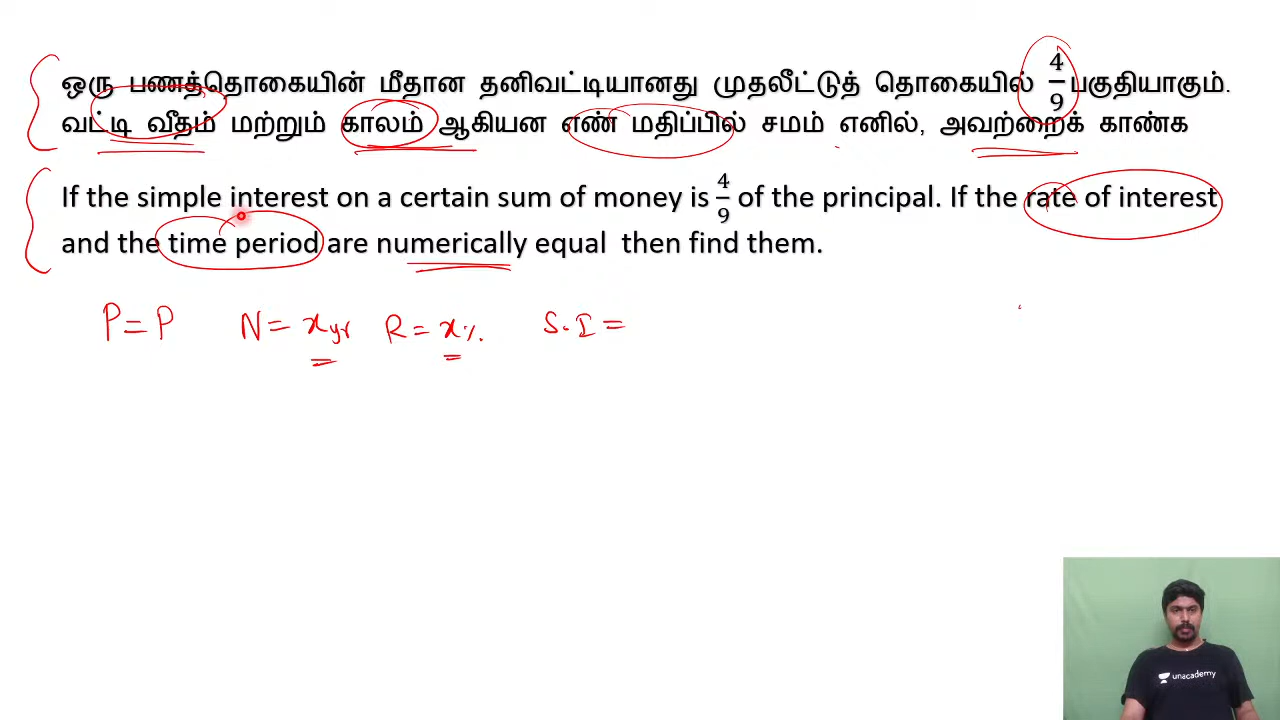 ஒரு பணத்தொகையின் மீதான தனிவட்டியானது முதலீட்டுத் தொகையில் 4/9 பகுதியாகும்.
வட்டி வீதம் மற்றும் காலம் ஆகியன எண் மதிப்பில் சமம் எனில், அவற்றைக் காண்க
If the simple interest on a certain sum of money is 4/9 of the principal. If the rate of interest
and the time period are numerically equal then find them.
P = P N = x yr R = x% S.I =
unacademy